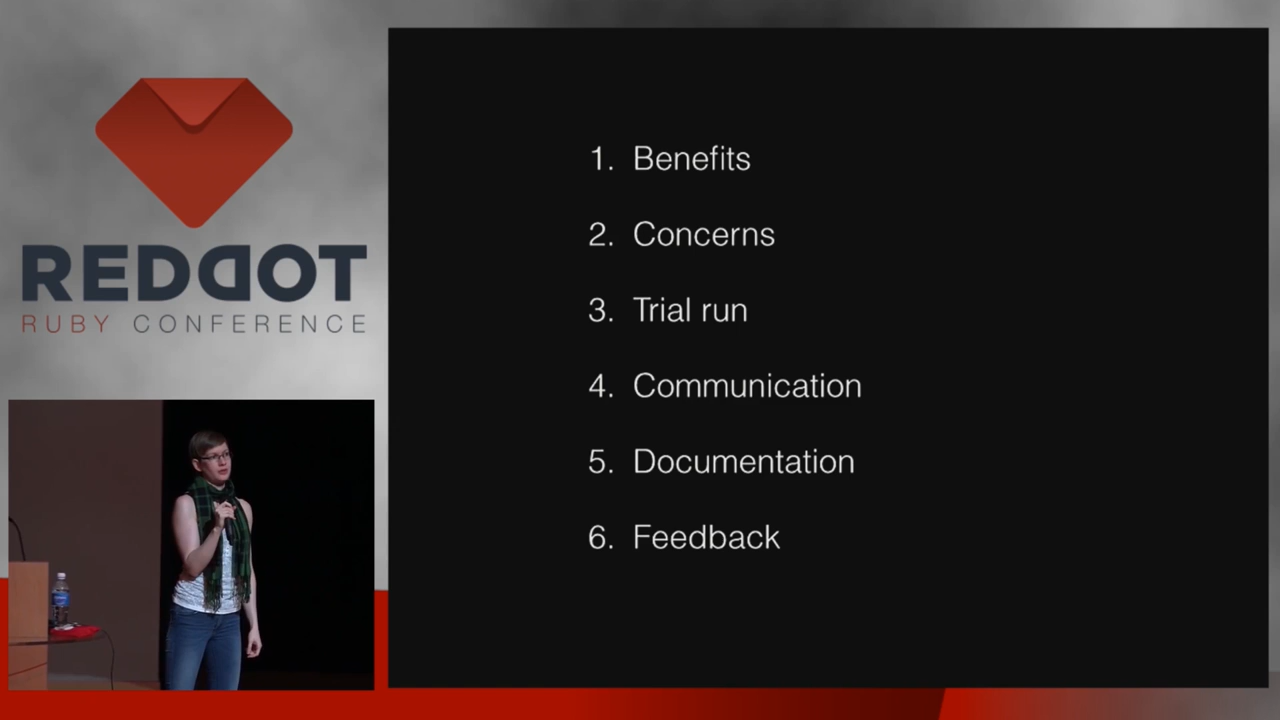 REDDOT
RUBY CONFERENCE
1. Benefits
2. Concerns
3. Trial run
4. Communication
5. Documentation
6. Feedback